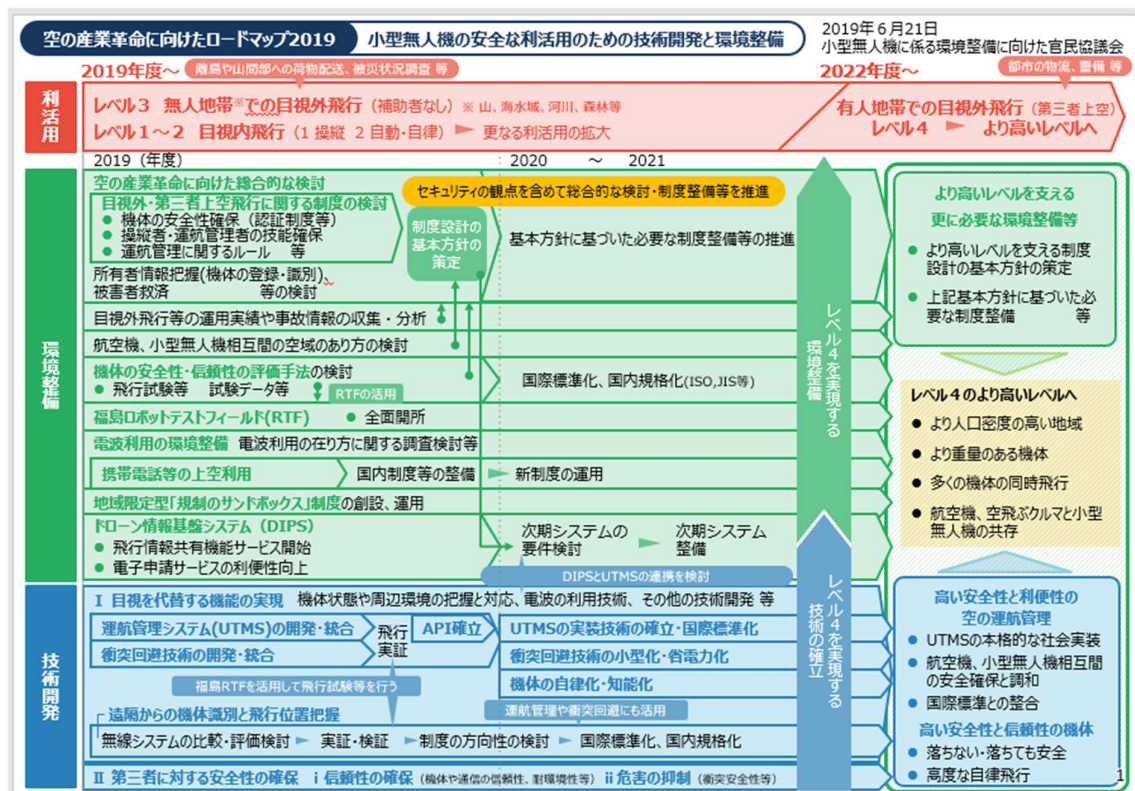 空の産業革命に向けたロードマップ2019
小型無人機の安全な利活用のための技術開発と環境整備
2019年6月21日
小型無人機に係る環境整備に向けた官民協議会
2019年度～
離島や山間部への荷物配送、被災状況調査 等
2022年度～
都市の物流、警備 等
利活用
レベル3 無人地帯※での目視外飛行（補助者なし）※ 山、海水域、河川、森林等
レベル1～2 目視内飛行（1 操縦 2 自動・自律） 更なる利活用の拡大
有人地帯での目視外飛行（第三者上空）
レベル4 より高いレベルへ
2019（年度）
2020 ～ 2021
環境整備
空の産業革命に向けた総合的な検討
セキュリティの観点を含めて総合的な検討・制度整備等を推進
目視外・第三者上空飛行に関する制度の検討
● 機体の安全性確保（認証制度等）
● 操縦者・運航管理者の技能確保
● 運航管理に関するルール 等
制度設計の
基本方針の
策定
基本方針に基づいた必要な制度整備等の推進
所有者情報把握(機体の登録・識別)、
被害者救済 等の検討
目視外飛行等の運用実績や事故情報の収集・分析
航空機、小型無人機相互間の空域のあり方の検討
機体の安全性・信頼性の評価手法の検討
● 飛行試験等 試験データ等
RTFの活用
国際標準化、国内規格化(ISO,JIS等)
福島ロボットテストフィールド(RTF) ● 全面開所
電波利用の環境整備 電波利用の在り方に関する調査検討等
携帯電話等の上空利用
国内制度等の整備
新制度の運用
地域限定型「規制のサンドボックス」制度の創設、運用
ドローン情報基盤システム（DIPS）
● 飛行情報共有機能サービス開始
● 電子申請サービスの利便性向上
次期システムの
要件検討
次期システム
整備
DIPSとUTMSの連携を検討
レベル4を実現する
環境整備
より高いレベルを支える
更に必要な環境整備等
● より高いレベルを支える制度
設計の基本方針の策定
● 上記基本方針に基づいた必
要な制度整備 等
レベル4のより高いレベルへ
● より人口密度の高い地域
● より重量のある機体
● 多くの機体の同時飛行
● 航空機、空飛ぶクルマと小型
無人機の共存
技術開発
Ⅰ 目視を代替する機能の実現 機体状態や周辺環境の把握と対応、電波の利用技術、その他の技術開発 等
運航管理システム(UTMS)の開発・統合
衝突回避技術の開発・統合
飛行
実証
API確立
UTMSの実装技術の確立・国際標準化
衝突回避技術の小型化・省電力化
機体の自律化・知能化
福島RTFを活用して飛行試験等を行う
運航管理や衝突回避にも活用
遠隔からの機体識別と飛行位置把握
無線システムの比較・評価検討
実証・検証
制度の方向性の検討
国際標準化、国内規格化
Ⅱ 第三者に対する安全性の確保 ⅰ 信頼性の確保（機体や通信の信頼性、耐環境性等）ⅱ 危害の抑制（衝突安全性等）
レベル4を実現する
技術の確立
高い安全性と利便性の
空の運航管理
● UTMSの本格的な社会実装
● 航空機、小型無人機相互間
の安全確保と調和
● 国際標準との整合
高い安全性と信頼性の機体
● 落ちない・落ちても安全
● 高度な自律飛行
1